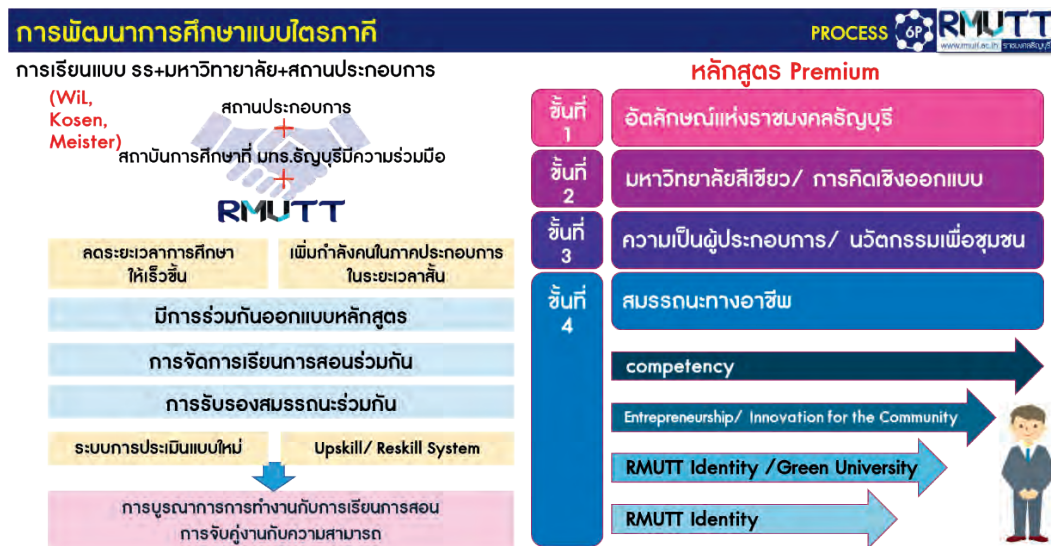 การพัฒนาการศึกษาแบบไตรภาคี
PROCESS 6P RMUTT
www.rmutt.ac.th ราชมงคลธัญบุรี
การเรียนแบบ รร+มหาวิทยาลัย+สถานประกอบการ
(WiL,
Kosen,
Meister)
สถานประกอบการ
+
สถาบันการศึกษาที่ มทร.ธัญบุรีมีความร่วมมือ
+
RMUTT
ลดระยะเวลาการศึกษา
ให้เร็วขึ้น
เพิ่มกำลังคนในภาคประกอบการ
ในระยะเวลาสั้น
มีการร่วมกันออกแบบหลักสูตร
การจัดการเรียนการสอนร่วมกัน
การรับรองสมรรถนะร่วมกัน
ระบบการประเมินแบบใหม่
Upskill/ Reskill System
การบูรณาการการทำงานกับการเรียนการสอน
การจับคู่งานกับความสามารถ
หลักสูตร Premium
ขั้นที่
1
อัตลักษณ์แห่งราชมงคลธัญบุรี
ขั้นที่
2
มหาวิทยาลัยสีเขียว/ การคิดเชิงออกแบบ
ขั้นที่
3
ความเป็นผู้ประกอบการ/ นวัตกรรมเพื่อชุมชน
ขั้นที่
4
สมรรถนะทางอาชีพ
competency
Entrepreneurship/ Innovation for the Community
RMUTT Identity /Green University
RMUTT Identity